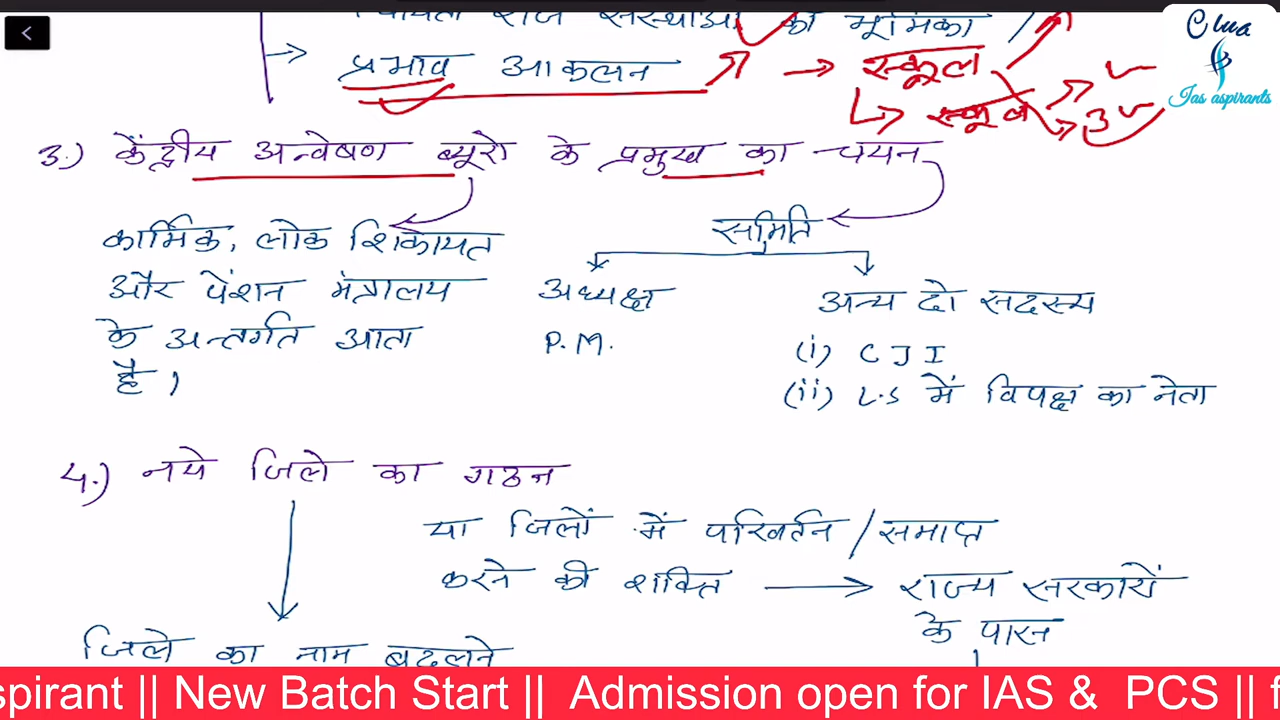 राज संस्थाओं की भूमिका /
→ प्रभाव आकलन → स्कूल
स्कूल
Clua
Ias aspirants
3.) केंद्रीय अन्वेषण ब्यूरो के प्रमुख का चयन
समिति
कार्मिक, लोक शिकायत
और पेंशन मंत्रालय
के अन्तर्गत आता
है।
अध्यक्ष
P.M.
अन्य दो सदस्य
(i) CJI
(ii) L.S में विपक्ष का नेता
4.) नये जिले का गठन
या जिलों में परिवर्तन / समाप्त
करने की शक्ति → राज्य सरकारों
के पास
जिले का नाम बदलने
spirant || New Batch Start || Admission open for IAS & PCS || f